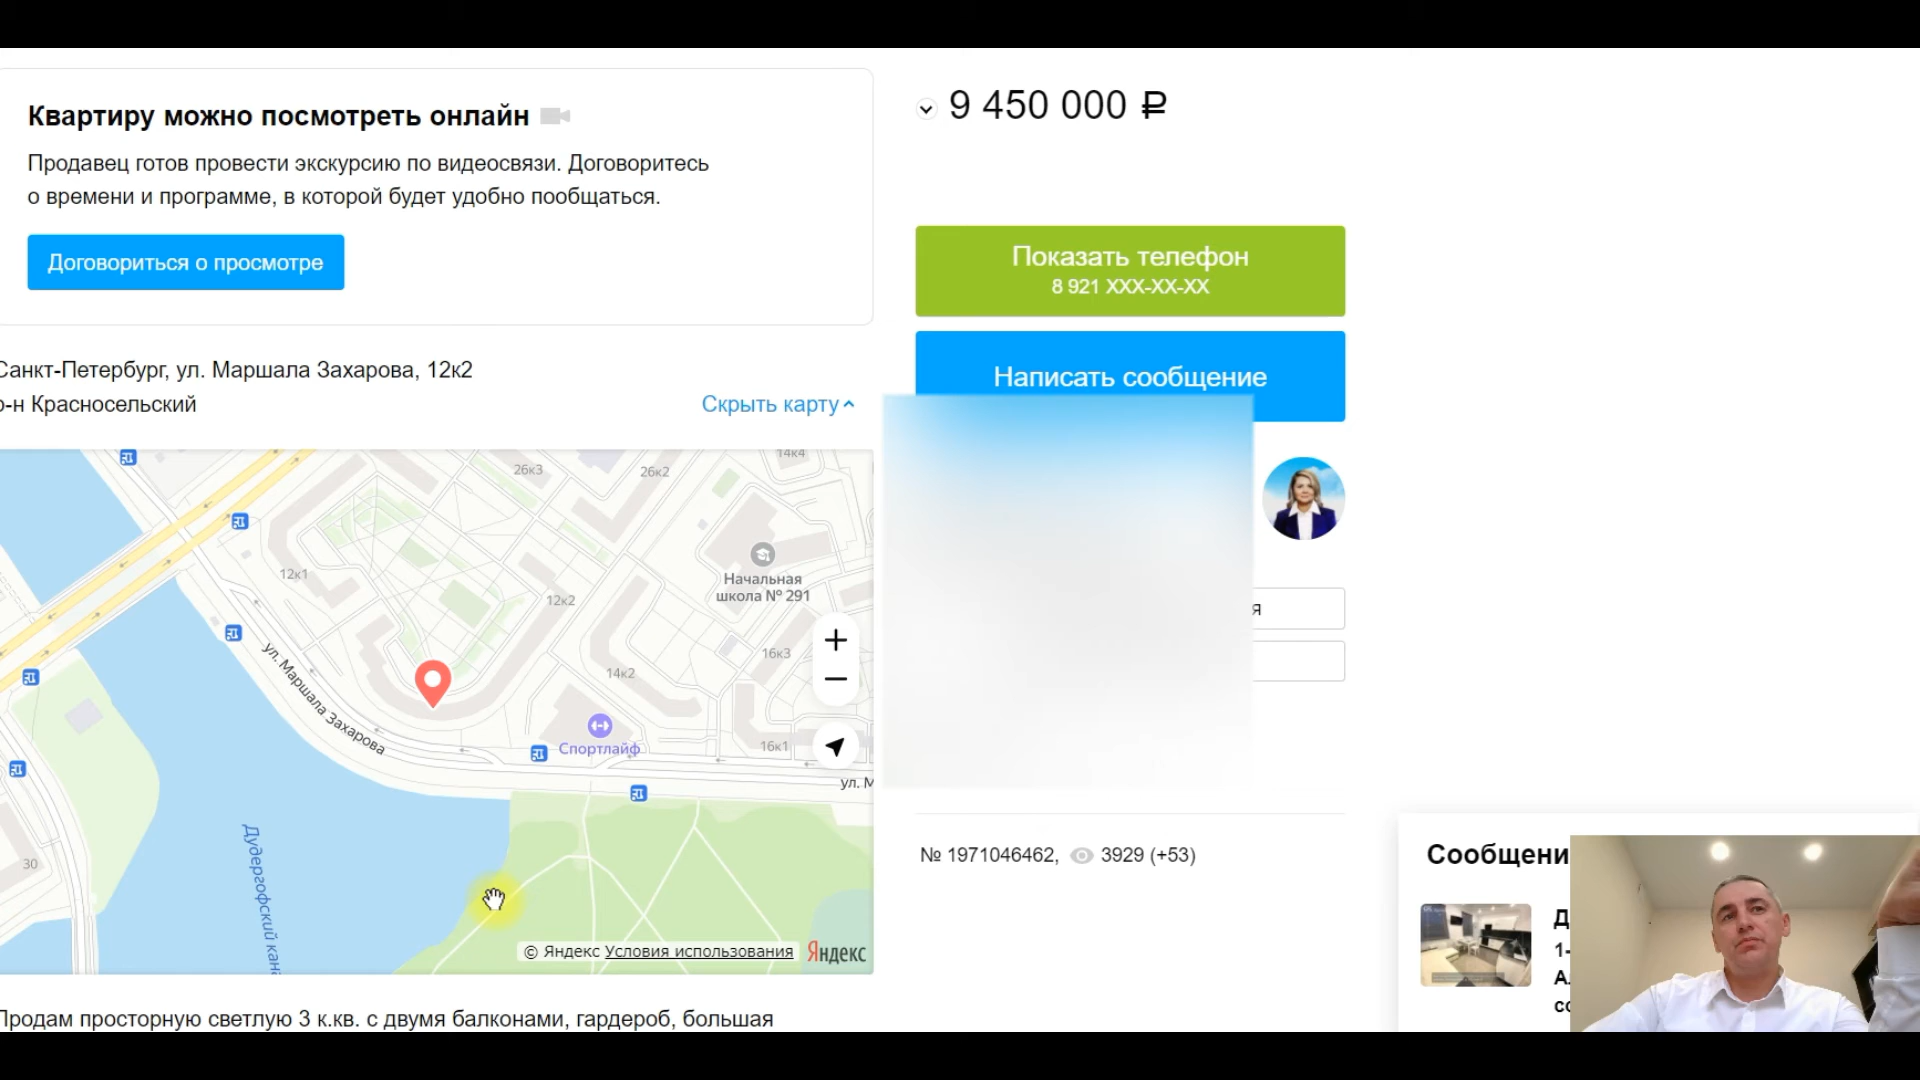 Квартиру можно посмотреть онлайн
Продавец готов провести экскурсию по видеосвязи. Договоритесь
о времени и программе, в которой будет удобно пообщаться.
Договориться о просмотре
Санкт-Петербург, ул. Маршала Захарова, 12к2
р-н Красносельский
Скрыть карту
14к4
26к3
26к2
12к1
12к2
Начальная
школа № 291
16к3
14к2
ул. Маршала Захарова
Спортлайф
16к1
ул. М
30
Дудергофский кана
© Яндекс Условия использования
Яндекс
Продам просторную светлую 3 к.кв. с двумя балконами, гардероб, большая
9 450 000 ₽
Показать телефон
8 921 XXX-XX-XX
Написать сообщение
я
№ 1971046462, 3929 (+53)
Сообщени
Д
1-
А
со